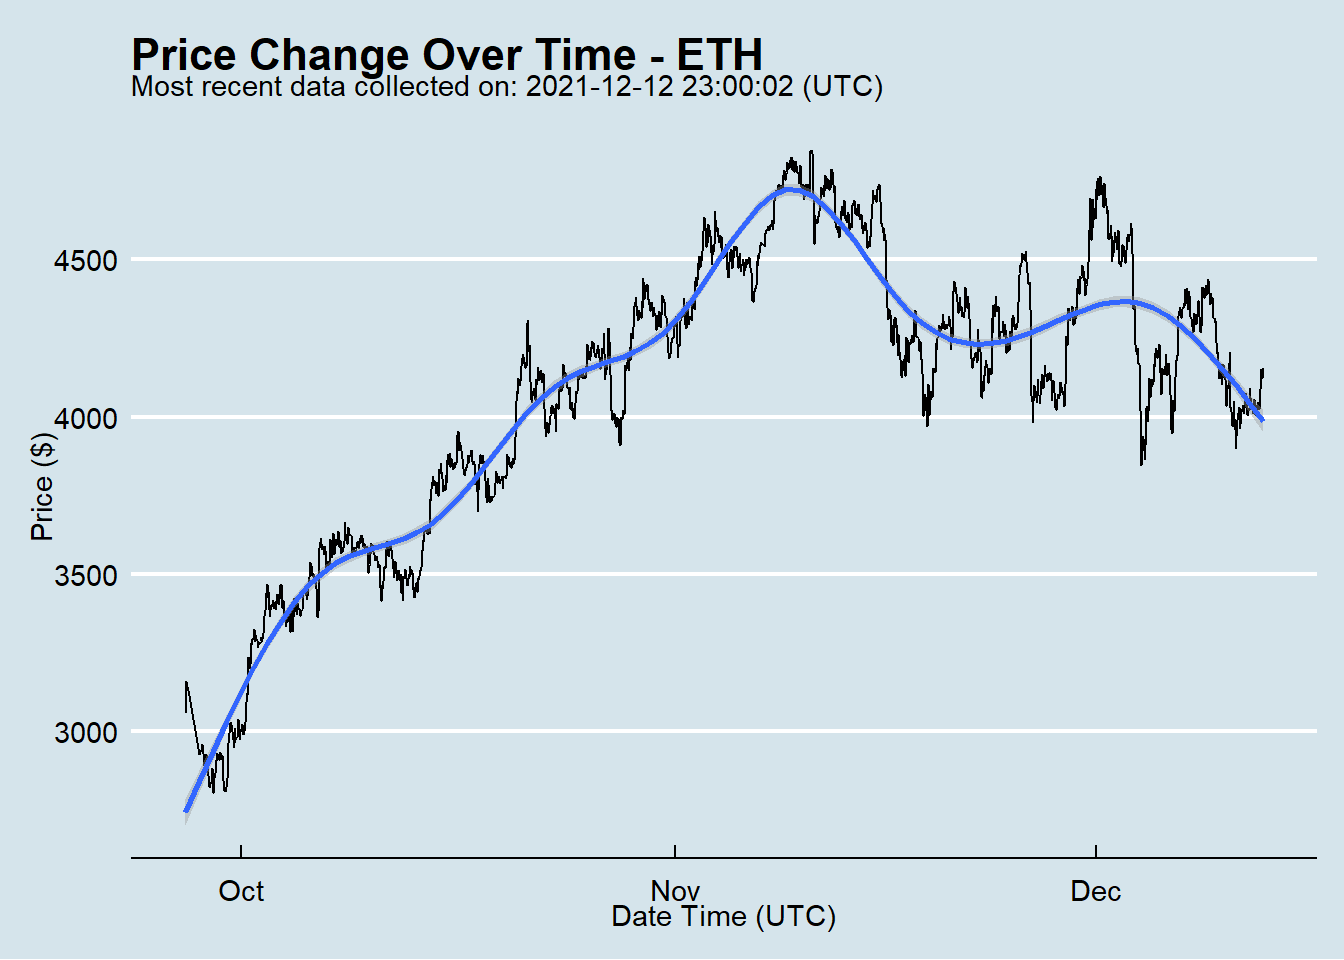 Price Change Over Time - ETH
Most recent data collected on: 2021-12-12 23:00:02 (UTC)
4500
4000
3500
3000
Price ($)
Oct
Nov
Dec
Date Time (UTC)